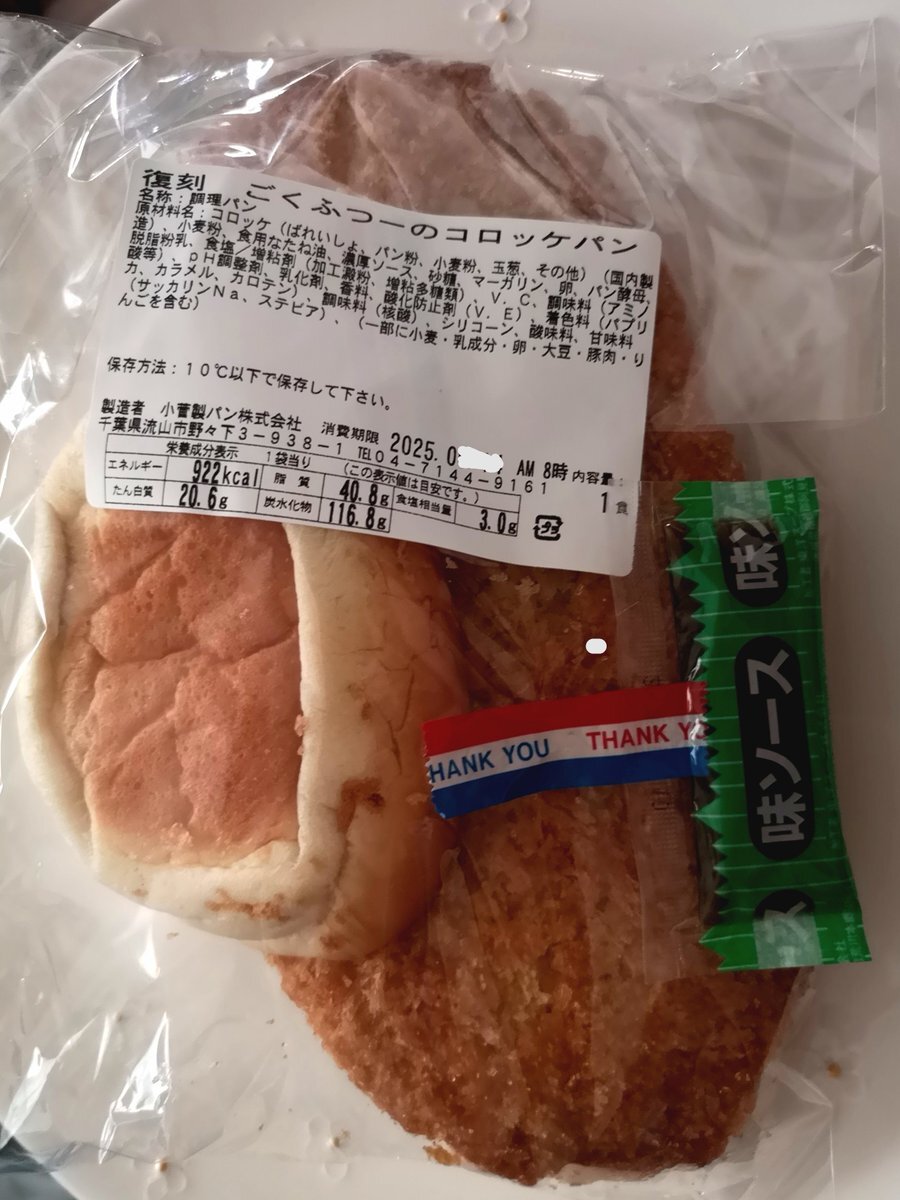 復刻　ごくふつーのコロッケパン
名称：調理パン
原材料名：コロッケ（ばれいしょ、パン粉、小麦粉、玉葱、その他）（国内製
造）、小麦粉、食用なたね油、濃厚ソース、砂糖、マーガリン、卵、パン酵母、
脱脂粉乳、食塩／増粘剤（加工澱粉、増粘多糖類）、Ｖ．Ｃ、調味料（アミノ
酸等）、ｐＨ調整剤、乳化剤、香料、酸化防止剤（Ｖ．Ｅ）、着色料（パプリ
カ、カラメル、カロテン）、調味料（核酸）、シリコーン、酸味料、甘味料
（サッカリンＮａ、ステビア）、（一部に小麦・乳成分・卵・大豆・豚肉・り
んごを含む）
保存方法：１０℃以下で保存して下さい。
製造者　小菅製パン株式会社　消費期限 2025.0 AM 8時 内容量：
千葉県流山市野々下３－９３８－１ TEL０４－７１４４－９１６１ 1食
栄養成分表示　１袋当り　（この表示値は目安です。）
エネルギー 922kcal 脂質 40.8g 食塩相当量 3.0g
たん白質 20.6g 炭水化物 116.8g
プラ
HANK YOU THANK Y
味ソ
味ソース
ス